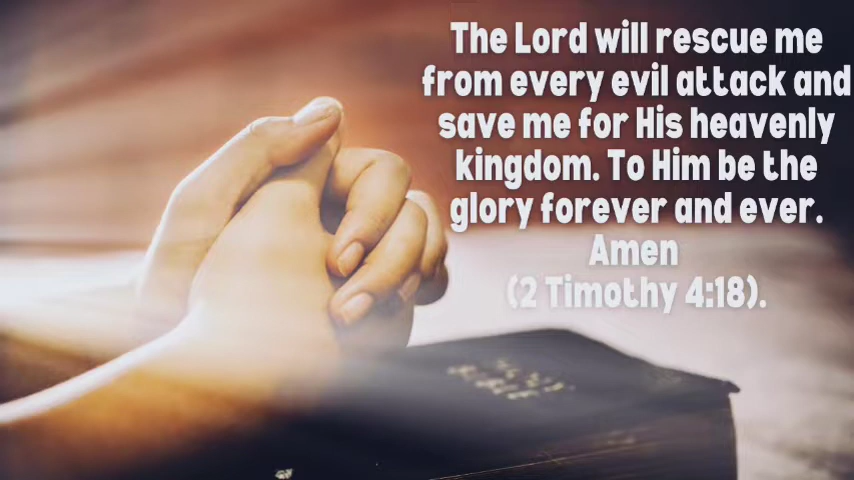 The Lord will rescue me
from every evil attack and
save me for His heavenly
kingdom. To Him be the
glory forever and ever.
Amen
(2 Timothy 4:18).